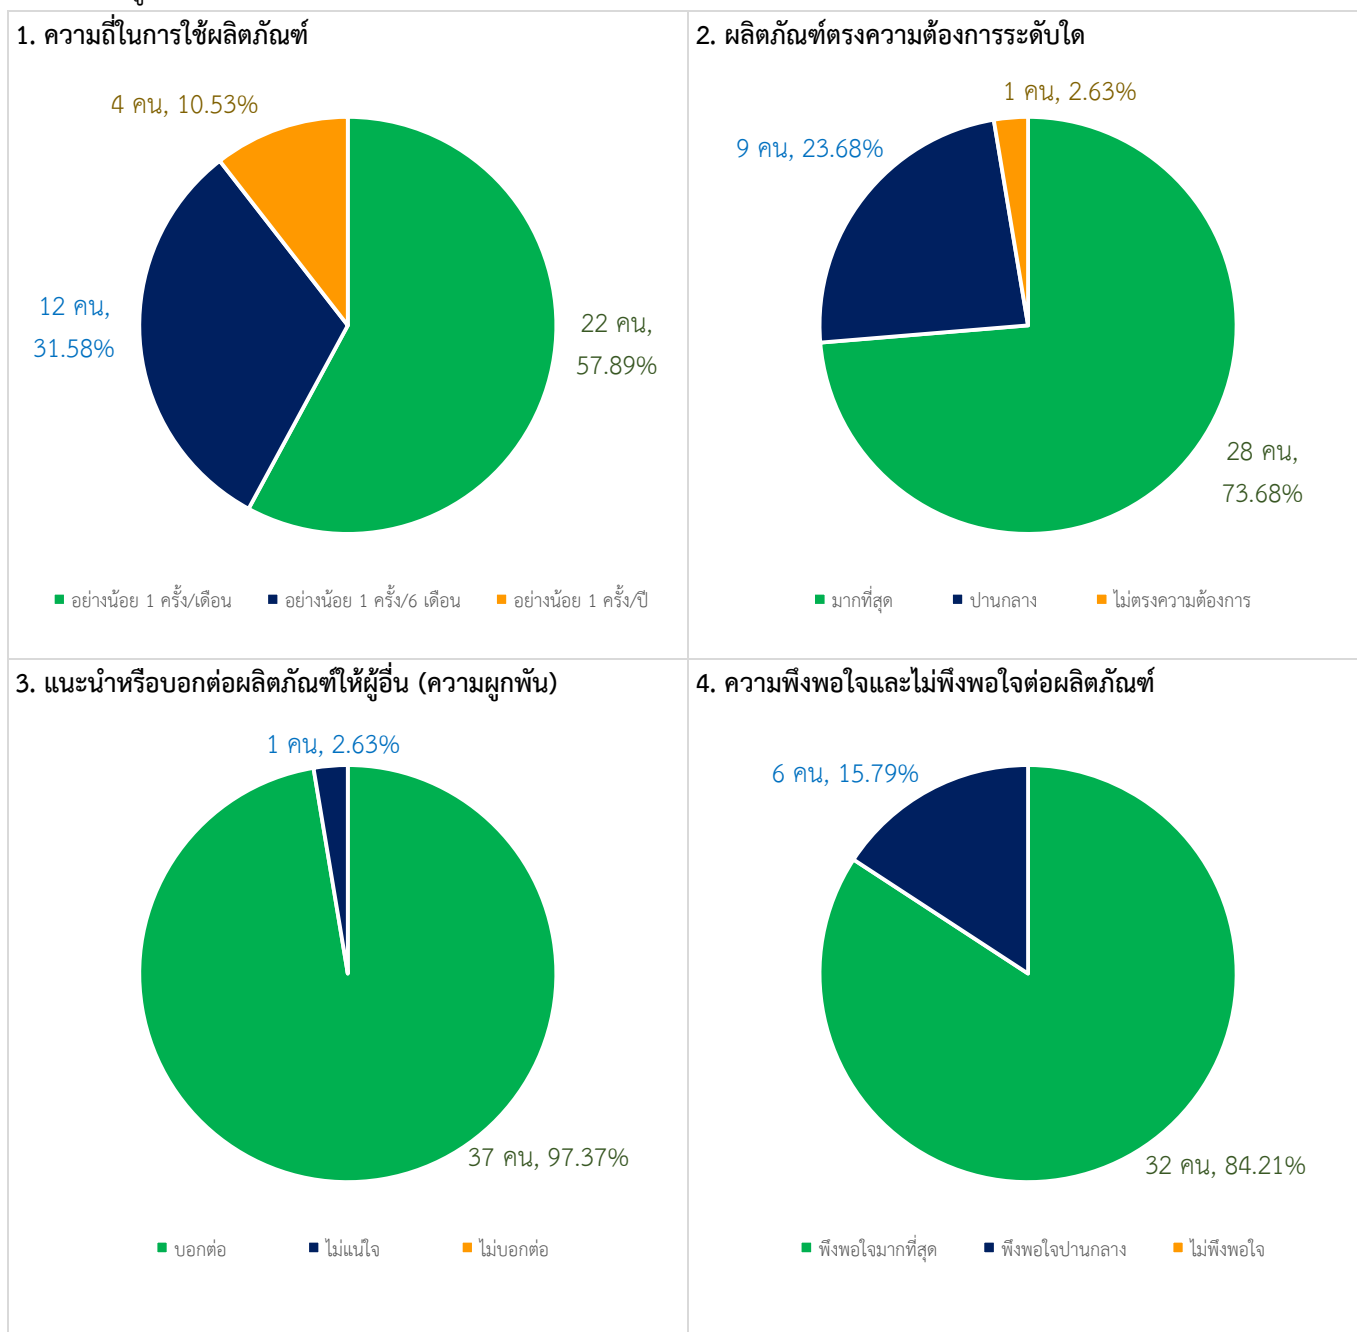 1. ความถี่ในการใช้ผลิตภัณฑ์
4 คน, 10.53%
12 คน,
31.58%
22 คน,
57.89%
อย่างน้อย 1 ครั้ง/เดือน อย่างน้อย 1 ครั้ง/6 เดือน อย่างน้อย 1 ครั้ง/ปี
2. ผลิตภัณฑ์ตรงความต้องการระดับใด
1 คน, 2.63%
9 คน, 23.68%
28 คน,
73.68%
มากที่สุด ปานกลาง ไม่ตรงความต้องการ
3. แนะนำหรือบอกต่อผลิตภัณฑ์ให้ผู้อื่น (ความผูกพัน)
1 คน, 2.63%
37 คน, 97.37%
บอกต่อ ไม่แน่ใจ ไม่บอกต่อ
4. ความพึงพอใจและไม่พึงพอใจต่อผลิตภัณฑ์
6 คน, 15.79%
32 คน, 84.21%
พึงพอใจมากที่สุด พึงพอใจปานกลาง ไม่พึงพอใจ